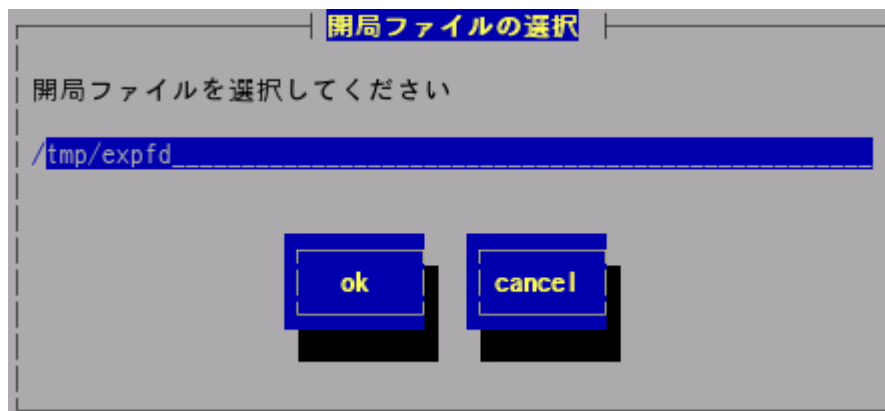 開局ファイルの選択
開局ファイルを選択してください
/tmp/expfd__________________________________________________
ok cancel